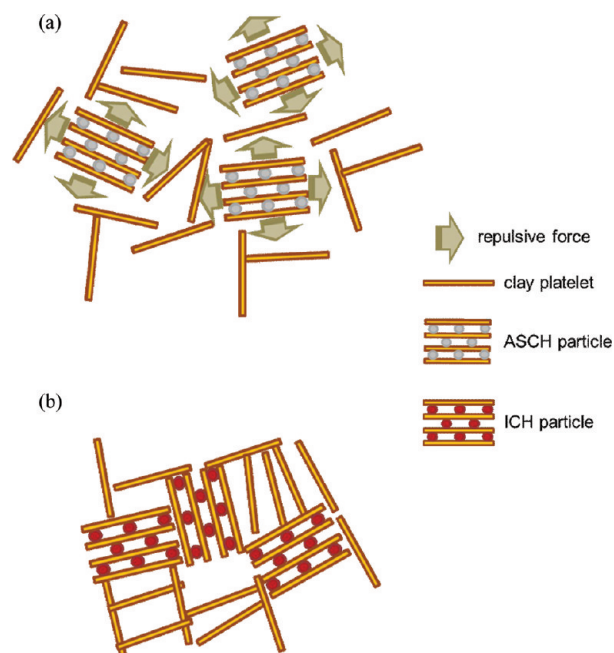 (a)
repulsive force
clay platelet
ASCH particle
ICH particle
(b)